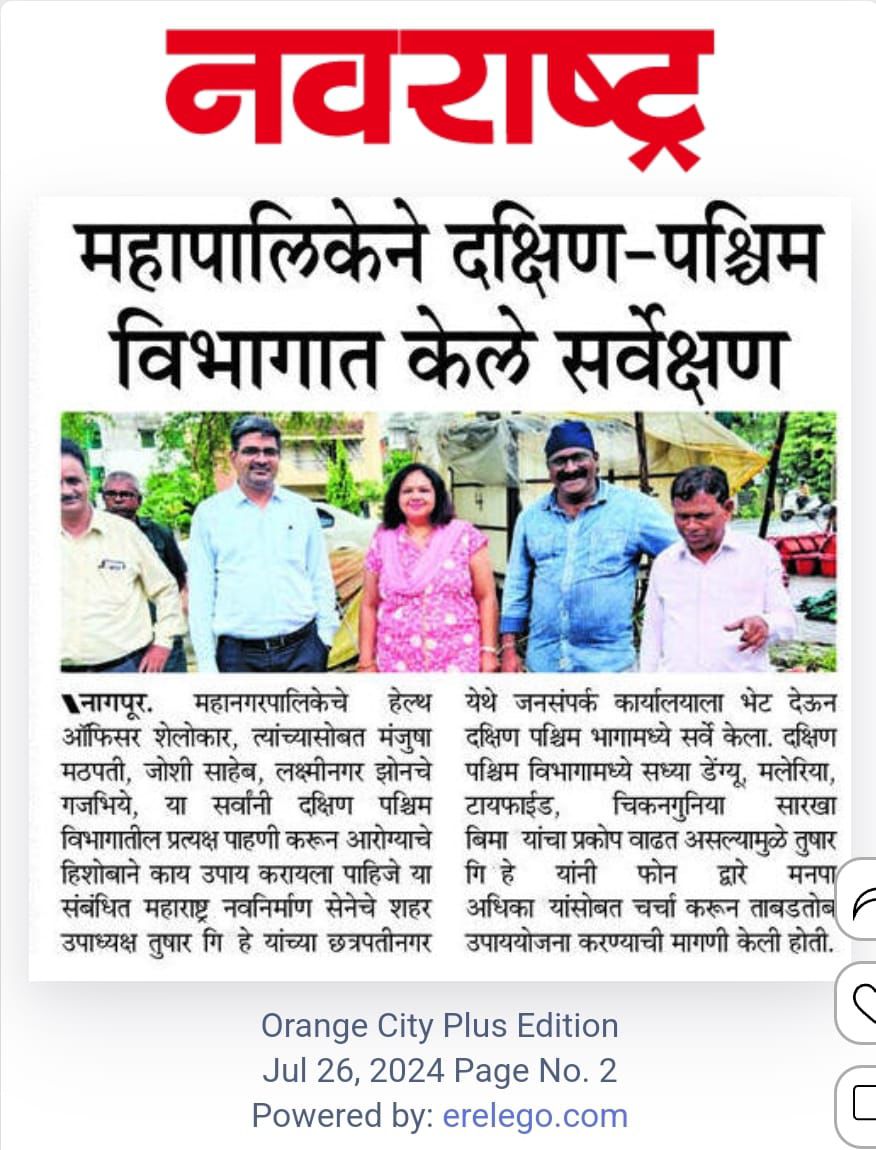 नवराष्ट्र
महापालिकेने दक्षिण-पश्चिम
विभागात केले सर्वेक्षण
नागपूर. महानगरपालिकेचे हेल्थ
ऑफिसर शेलोकार, त्यांच्यासोबत मंजुषा
मठपती, जोशी साहेब, लक्ष्मीनगर झोनचे
गजभिये, या सर्वांनी दक्षिण पश्चिम
विभागातील प्रत्यक्ष पाहणी करून आरोग्याचे
हिशोबाने काय उपाय करायला पाहिजे या
संबंधित महाराष्ट्र नवनिर्माण सेनेचे शहर
उपाध्यक्ष तुषार गि हे यांच्या छत्रपतीनगर
येथे जनसंपर्क कार्यालयाला भेट देऊन
दक्षिण पश्चिम भागामध्ये सर्वे केला. दक्षिण
पश्चिम विभागामध्ये सध्या डेंग्यू, मलेरिया,
टायफाईड, चिकनगुनिया सारखा
बिमा यांचा प्रकोप वाढत असल्यामुळे तुषार
गि हे यांनी फोन द्वारे मनपा
अधिका यांसोबत चर्चा करून ताबडतोब
उपाययोजना करण्याची मागणी केली होती.
Orange City Plus Edition
Jul 26, 2024 Page No. 2
Powered by: erelego.com